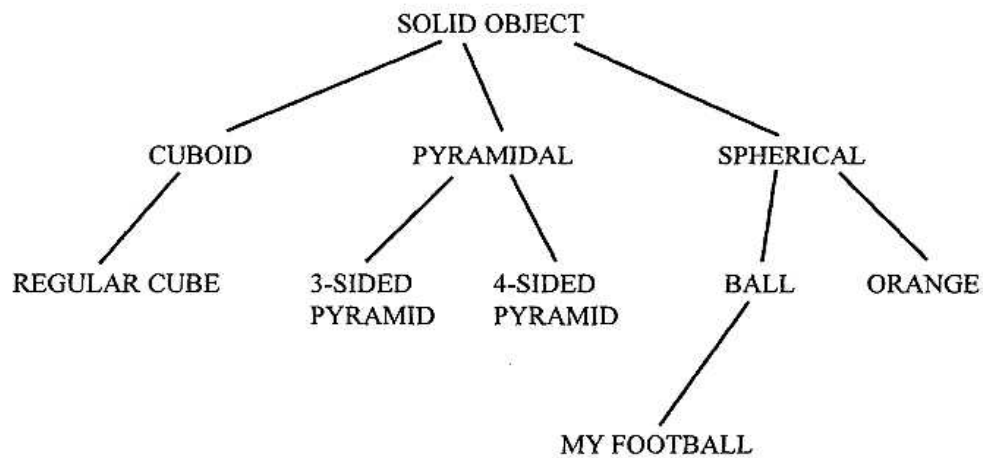 SOLID OBJECT
CUBOID
PYRAMIDAL
SPHERICAL
REGULAR CUBE
3-SIDED
PYRAMID
4-SIDED
PYRAMID
BALL
ORANGE
MY FOOTBALL